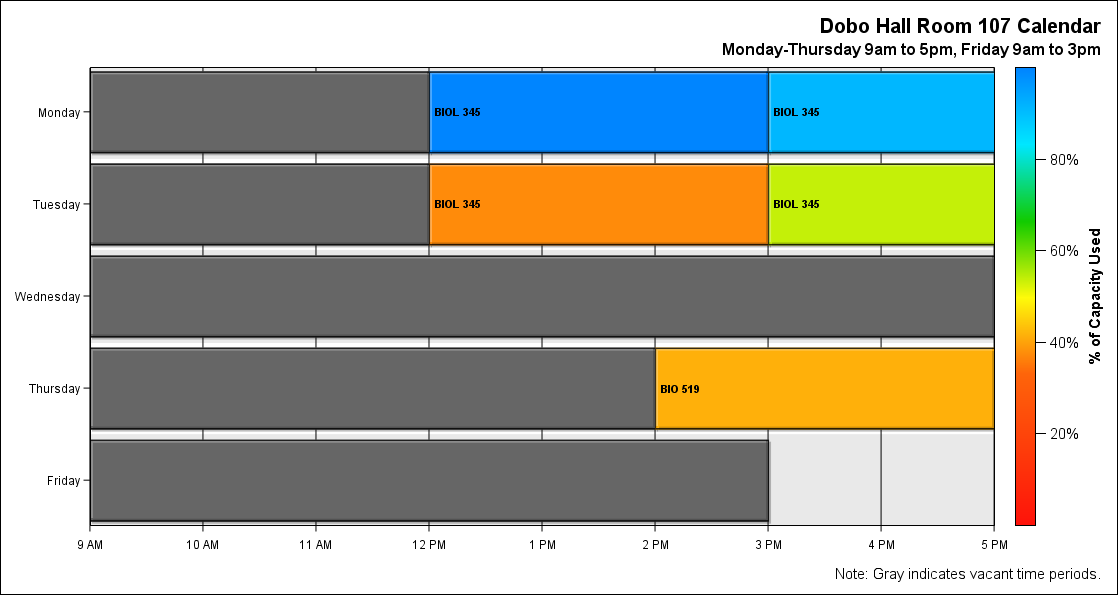 Dobo Hall Room 107 Calendar
Monday-Thursday 9am to 5pm, Friday 9am to 3pm
Monday
BIOL 345
BIOL 345
Tuesday
BIOL 345
BIOL 345
Wednesday
Thursday
BIO 519
Friday
9 AM
10 AM
11 AM
12 PM
1 PM
2 PM
3 PM
4 PM
5 PM
80%
60%
40%
20%
% of Capacity Used
Note: Gray indicates vacant time periods.